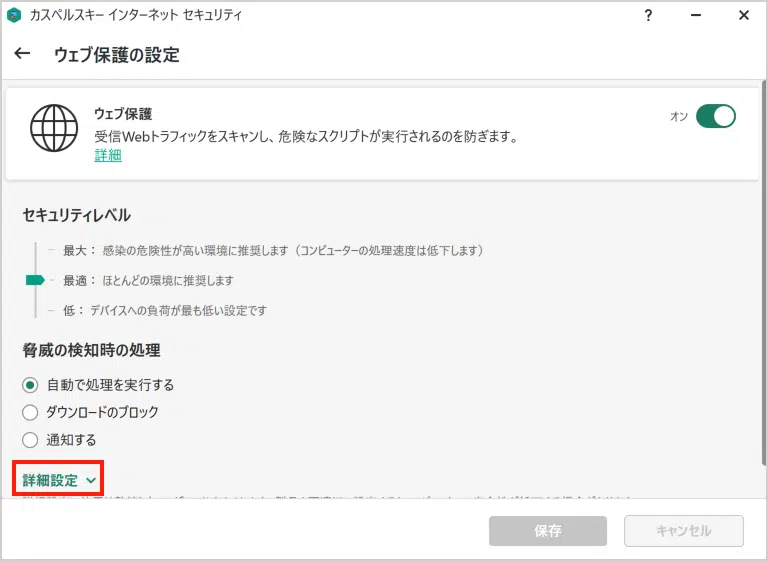 カスペルスキー インターネット セキュリティ
?
ウェブ保護の設定
ウェブ保護
オン
受信Webトラフィックをスキャンし、危険なスクリプトが実行されるのを防ぎます。
詳細
セキュリティレベル
最大： 感染の危険性が高い環境に推奨します（コンピューターの処理速度は低下します）
最適： ほとんどの環境に推奨します
低： デバイスへの負荷が最も低い設定です
脅威の検知時の処理
自動で処理を実行する
ダウンロードのブロック
通知する
詳細設定
保存
キャンセル